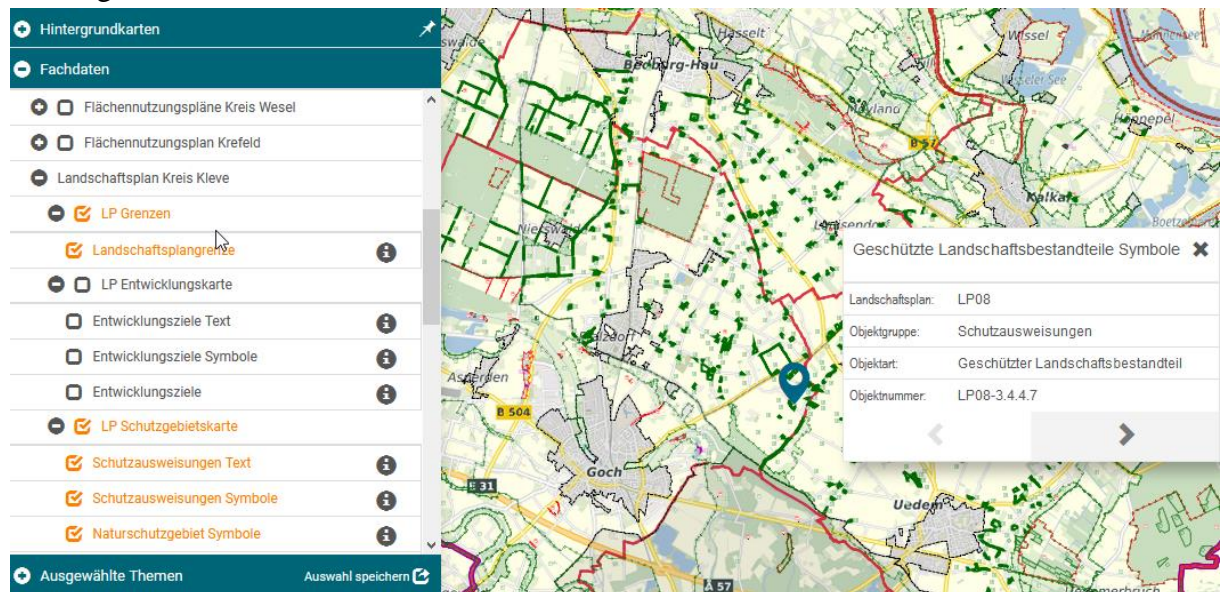 Hintergrundkarten
Fachdaten
Flächennutzungspläne Kreis Wesel
Flächennutzungsplan Krefeld
Landschaftsplan Kreis Kleve
LP Grenzen
Landschaftsplangrenze
LP Entwicklungskarte
Entwicklungsziele Text
Entwicklungsziele Symbole
Entwicklungsziele
LP Schutzgebietskarte
Schutzausweisungen Text
Schutzausweisungen Symbole
Naturschutzgebiet Symbole
Ausgewählte Themen
Auswahl speichern
Hasselt
Wissel
Wisseler See
Hönnepel
B 57
Kalkar
Asperden
B 504
Goch
E 31
Uedem
A 57
Geschützte Landschaftsbestandteile Symbole
Landschaftsplan: LP08
Objektgruppe: Schutzausweisungen
Objektart: Geschützter Landschaftsbestandteil
Objektnummer: LP08-3.4.4.7